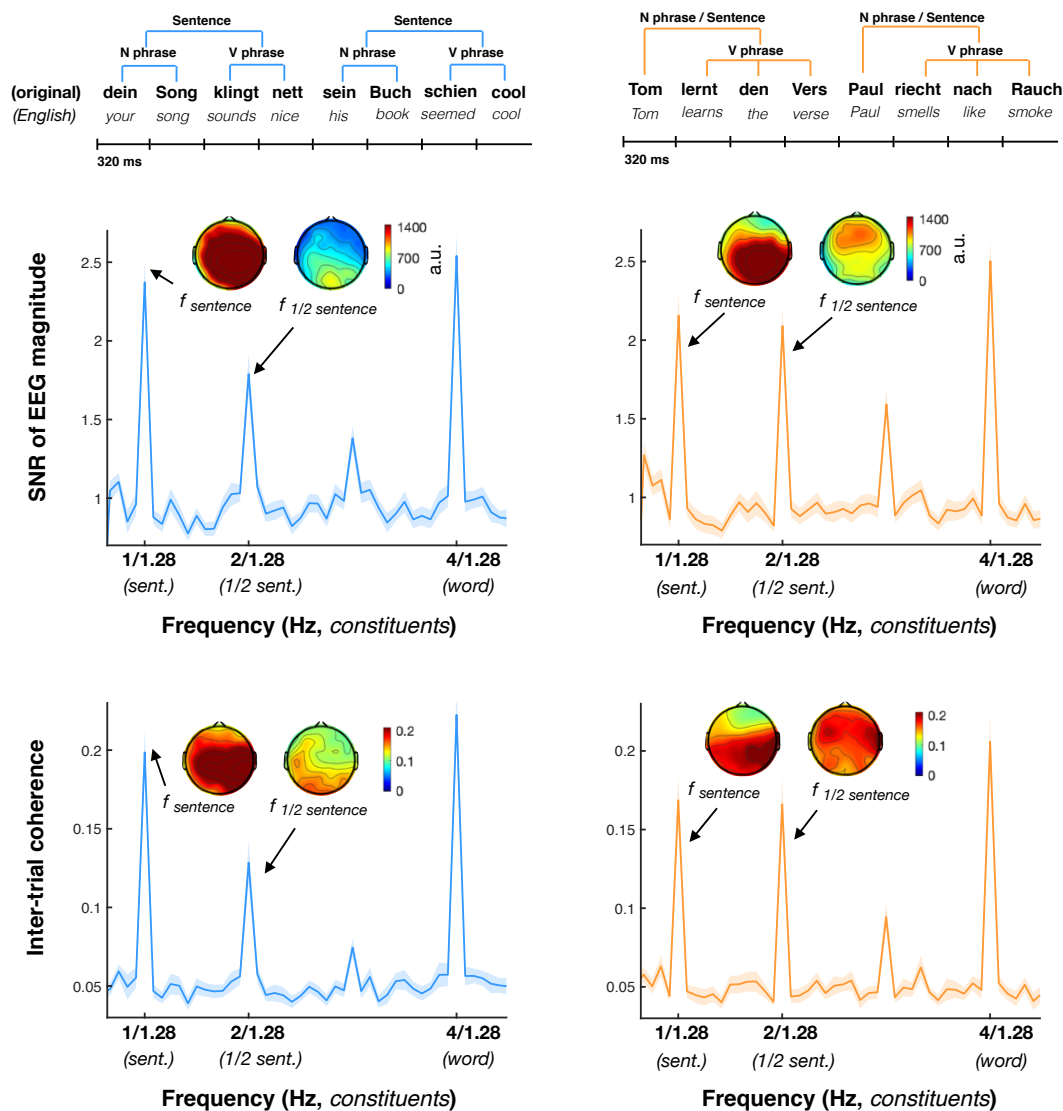 Sentence Sentence
N phrase V phrase N phrase V phrase
(original) dein Song klingt nett sein Buch schien cool
(English) your song sounds nice his book seemed cool
320 ms
N phrase / Sentence N phrase / Sentence
V phrase V phrase
Tom lernt den Vers Paul riecht nach Rauch
Tom learns the verse Paul smells like smoke
320 ms
SNR of EEG magnitude
2.5
2
1.5
1
f sentence
f 1/2 sentence
1400
700
0
a.u.
1/1.28 2/1.28 4/1.28
(sent.) (1/2 sent.) (word)
Frequency (Hz, constituents)
2.5
2
1.5
1
f sentence
f 1/2 sentence
1400
700
0
a.u.
1/1.28 2/1.28 4/1.28
(sent.) (1/2 sent.) (word)
Frequency (Hz, constituents)
Inter-trial coherence
0.2
0.15
0.1
0.05
f sentence
f 1/2 sentence
0.2
0.1
0
1/1.28 2/1.28 4/1.28
(sent.) (1/2 sent.) (word)
Frequency (Hz, constituents)
0.2
0.15
0.1
0.05
f sentence
f 1/2 sentence
0.2
0.1
0
1/1.28 2/1.28 4/1.28
(sent.) (1/2 sent.) (word)
Frequency (Hz, constituents)